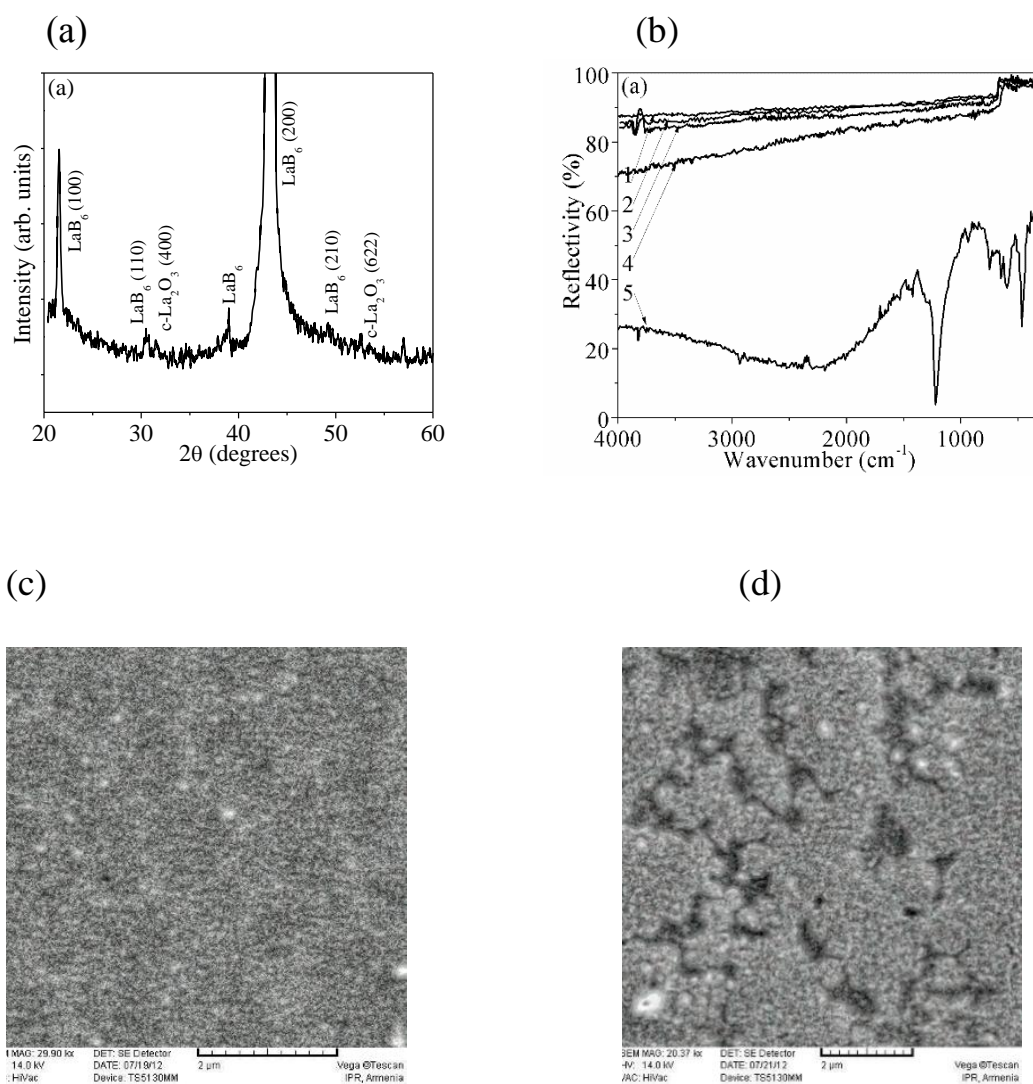 (a)
(b)
(a)
Intensity (arb. units)
LaB₆ (100)
LaB₆ (110)
c-La₂O₃ (400)
LaB₆
LaB₆ (200)
LaB₆ (210)
c-La₂O₃ (622)
20 30 40 50 60
2θ (degrees)
(a)
Reflectivity (%)
100
80
60
40
20
0
1
2
3
4
5
4000 3000 2000 1000
Wavenumber (cm⁻¹)
(c)
(d)
MAG: 29.90 kx DET: SE Detector
14.0 kV DATE: 07/19/12 2 µm Vega ©Tescan
: HiVac Device: TS5130MM IPR, Armenia
SEM MAG: 20.37 kx DET: SE Detector
HV: 14.0 kV DATE: 07/21/12 2 µm Vega ©Tescan
VAC: HiVac Device: TS5130MM IPR, Armenia